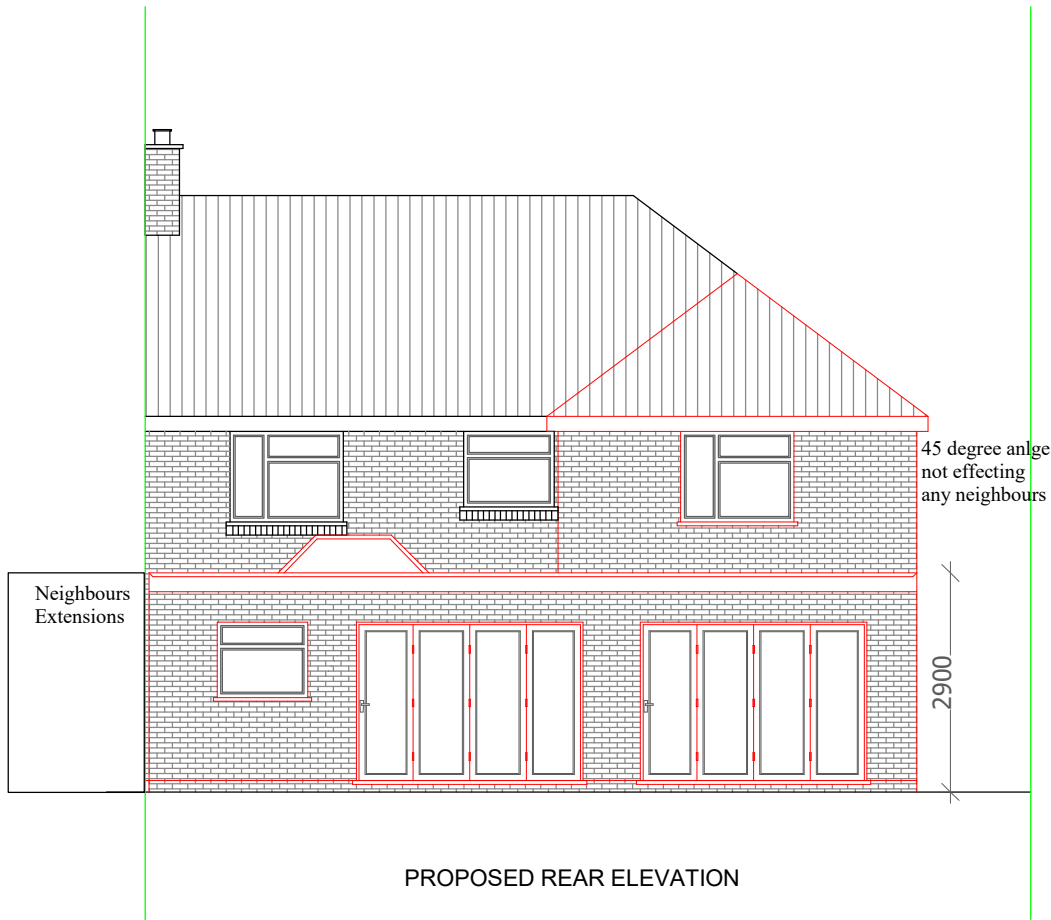 45 degree anlge
not effecting
any neighbours
Neighbours
Extensions
2900
PROPOSED REAR ELEVATION